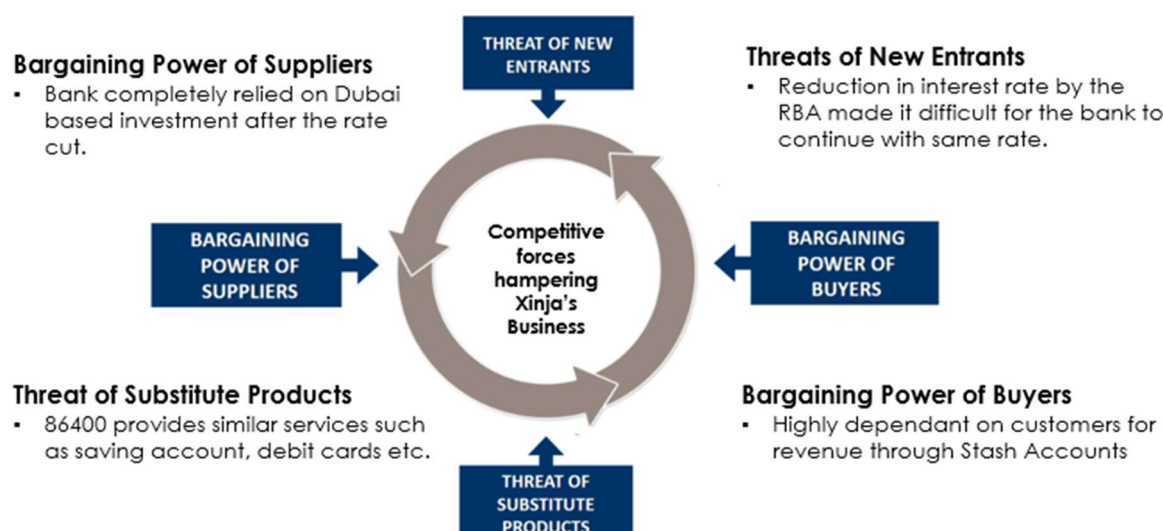 THREAT OF NEW
ENTRANTS
Bargaining Power of Suppliers
▪ Bank completely relied on Dubai
based investment after the rate
cut.
Threats of New Entrants
▪ Reduction in interest rate by the
RBA made it difficult for the bank to
continue with same rate.
BARGAINING
POWER OF
SUPPLIERS
Competitive
forces
hampering
Xinja's
Business
BARGAINING
POWER OF
BUYERS
Threat of Substitute Products
▪ 86400 provides similar services such
as saving account, debit cards etc.
Bargaining Power of Buyers
▪ Highly dependant on customers for
revenue through Stash Accounts
THREAT OF
SUBSTITUTE
PRODUCTS